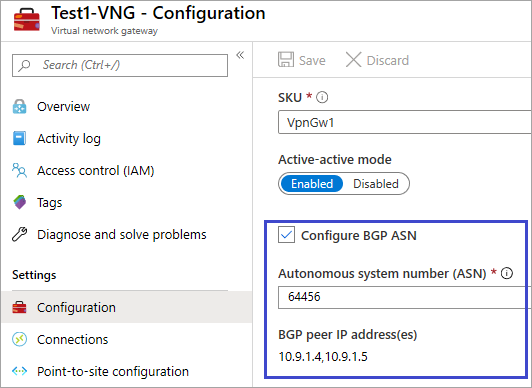 Test1-VNG - Configuration
Virtual network gateway
Search (Ctrl+/)
«
Overview
Activity log
Access control (IAM)
Tags
Diagnose and solve problems
Settings
Configuration
Connections
Point-to-site configuration
Save Discard
SKU *
VpnGw1
Active-active mode
Enabled Disabled
Configure BGP ASN
Autonomous system number (ASN) *
64456
BGP peer IP address(es)
10.9.1.4,10.9.1.5